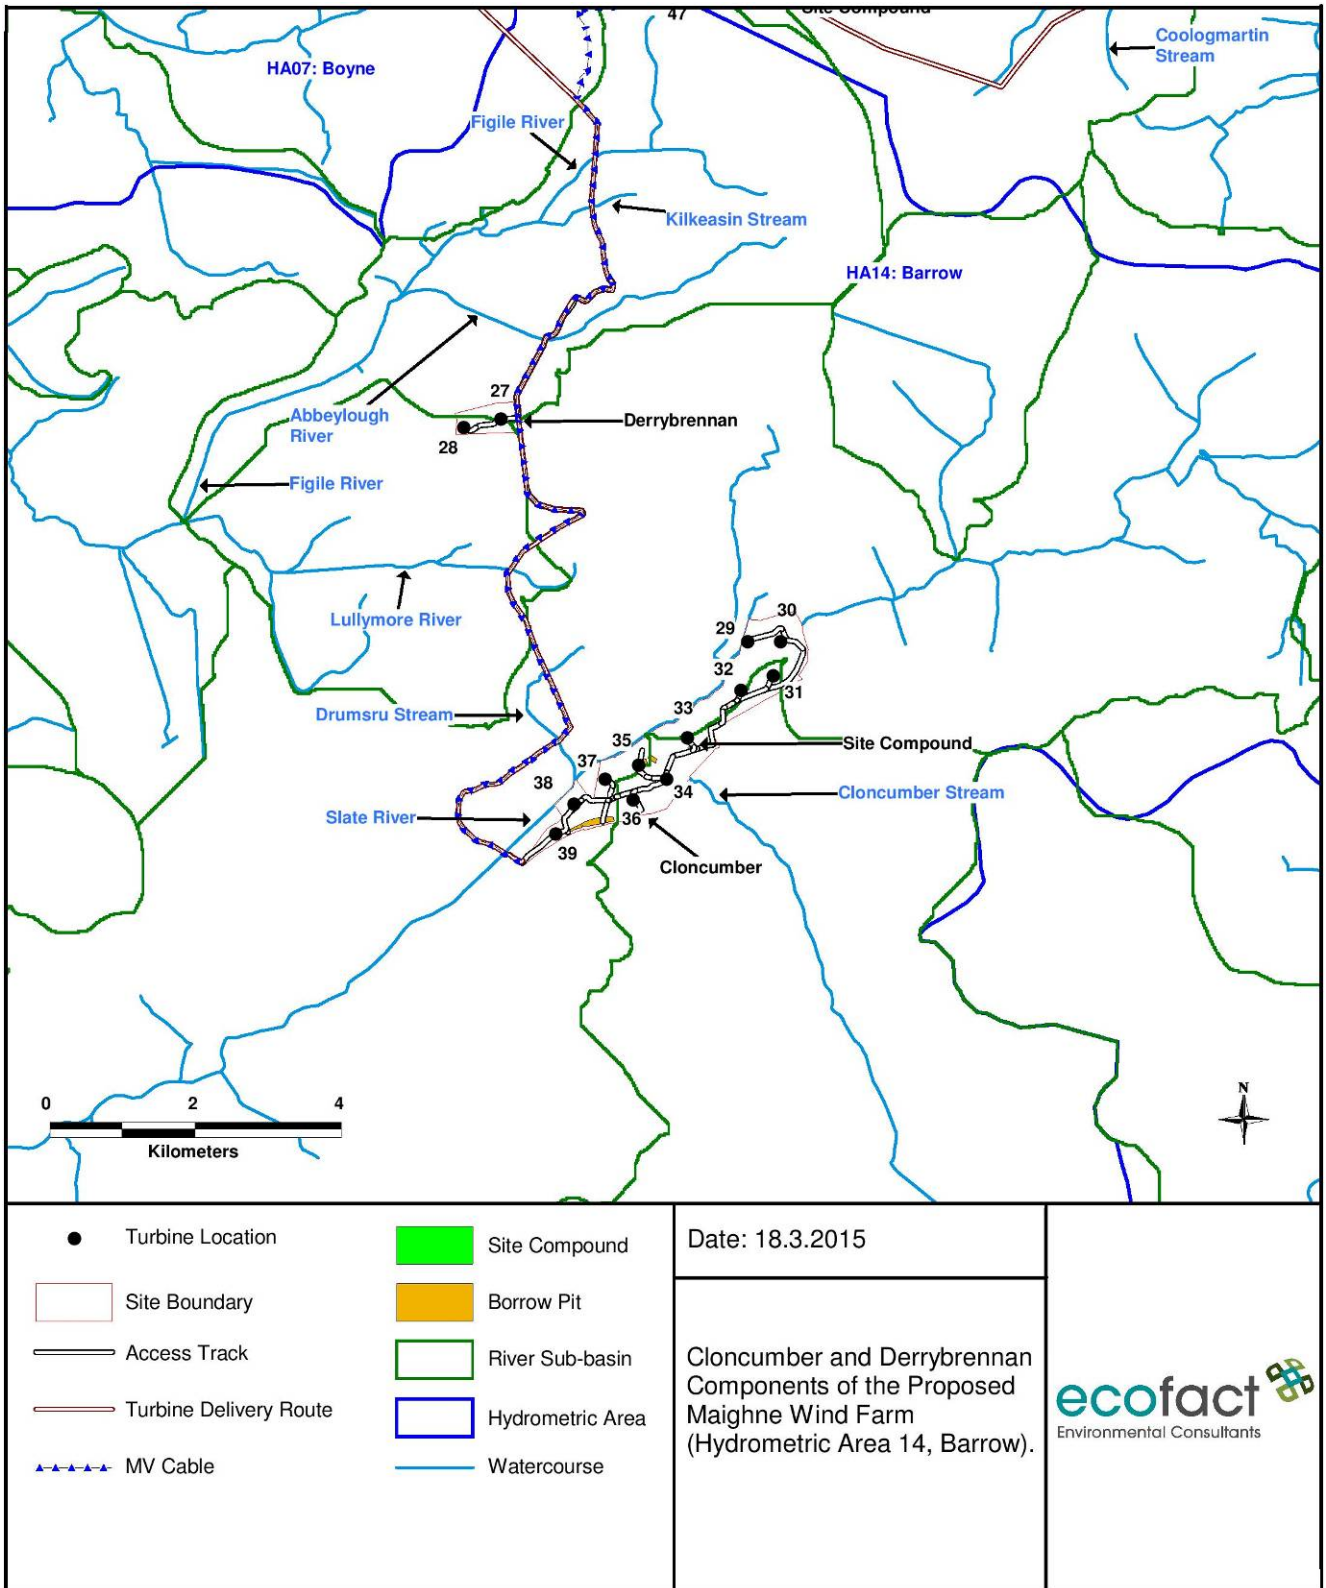 47
Site Compound
Coologmartin
Stream
HA07: Boyne
Figile River
Kilkeasin Stream
HA14: Barrow
27
Abbeylough
River
Derrybrennan
28
Figile River
Lullymore River
30
29
32
31
Drumsru Stream
33
35
Site Compound
37
38
34
Cloncumber Stream
Slate River
36
39
Cloncumber
0 2 4
Kilometers
N
Turbine Location
Site Boundary
Access Track
Turbine Delivery Route
MV Cable
Site Compound
Borrow Pit
River Sub-basin
Hydrometric Area
Watercourse
Date: 18.3.2015
Cloncumber and Derrybrennan
Components of the Proposed
Maighne Wind Farm
(Hydrometric Area 14, Barrow).
ecofact
Environmental Consultants